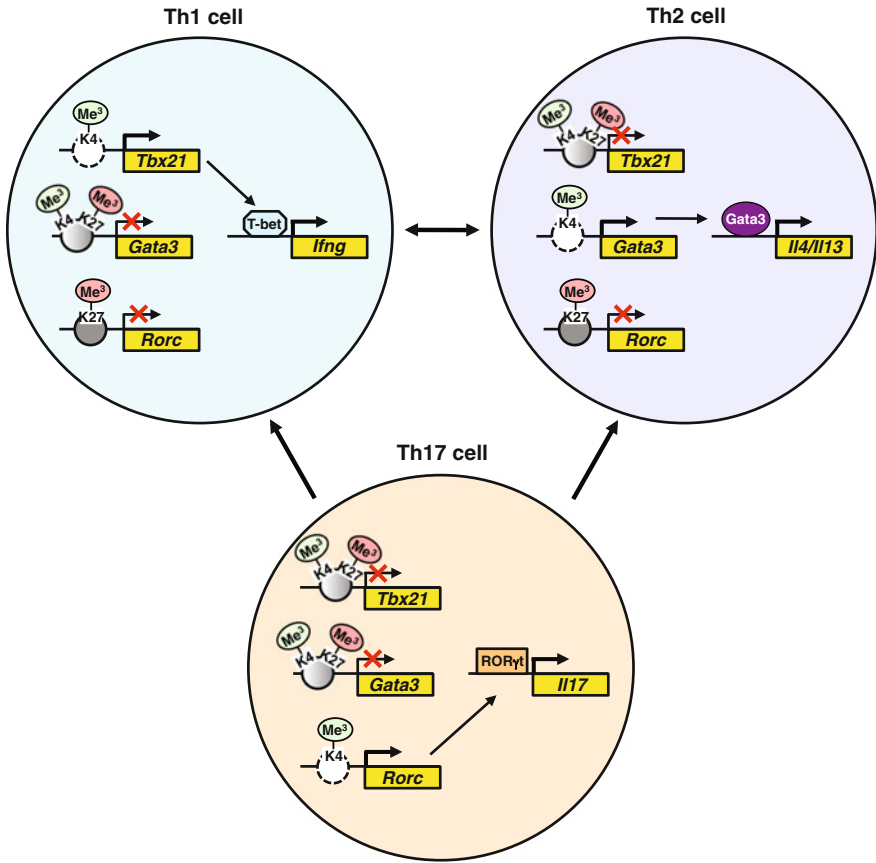 Th1 cell
Me³
K4
Tbx21
Me³ Me³
K4 K27
Gata3
T-bet
Ifng
Me³
K27
Rorc
Th2 cell
Me³ Me³
K4 K27
Tbx21
Me³
K4
Gata3
Gata3
Il4/Il13
Me³
K27
Rorc
Th17 cell
Me³ Me³
K4 K27
Tbx21
Me³ Me³
K4 K27
Gata3
RORγt
Il17
Me³
K4
Rorc